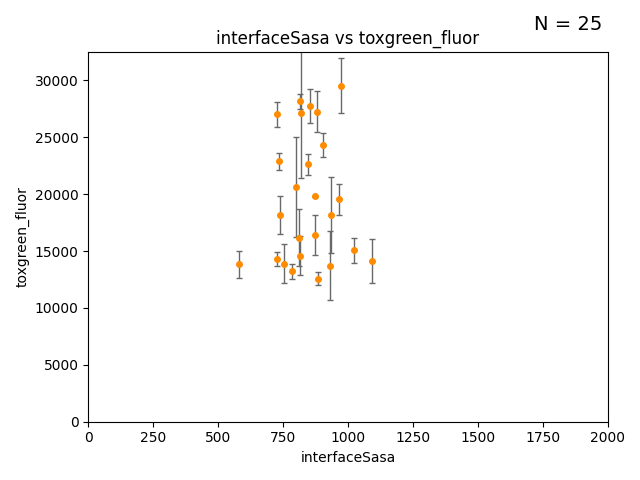 N = 25
interfaceSasa vs toxgreen_fluor
30000
25000
20000
15000
10000
5000
0
toxgreen_fluor
0 250 500 750 1000 1250 1500 1750 2000
interfaceSasa